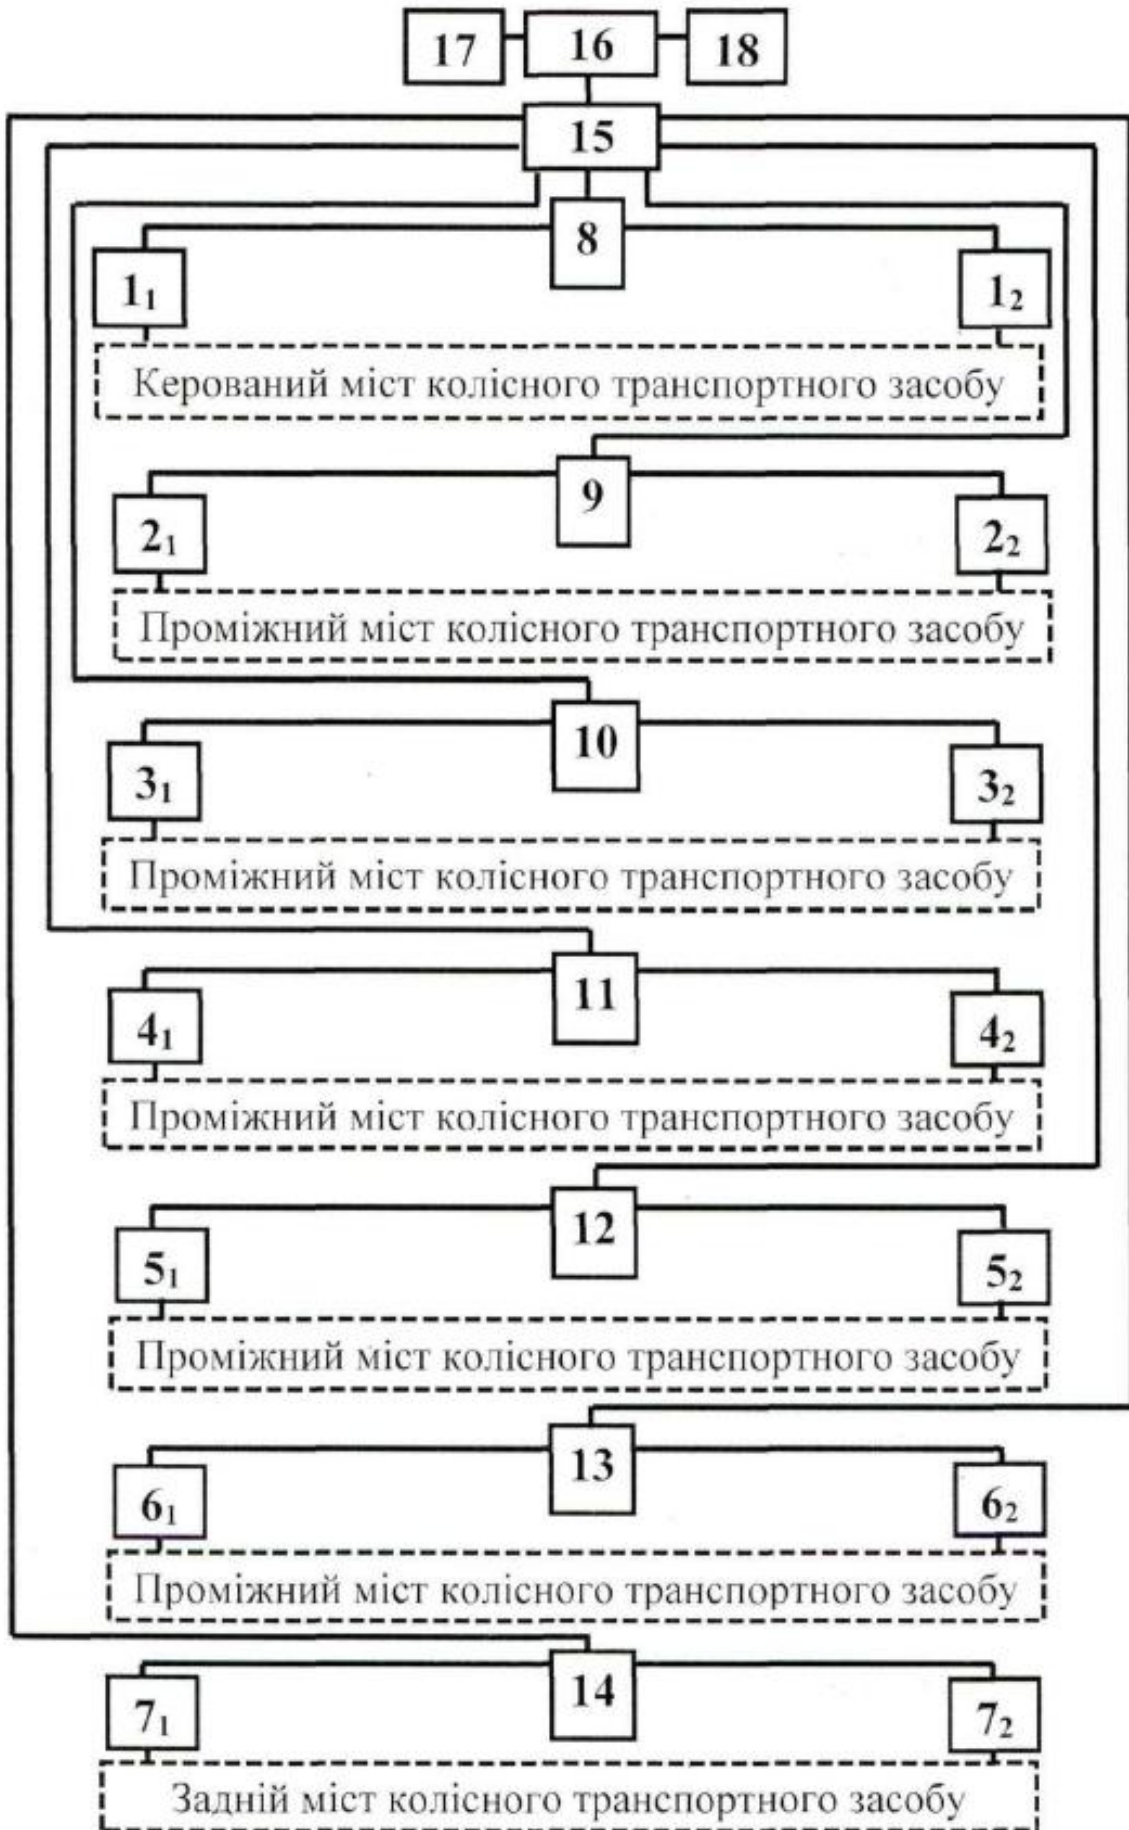 17 16 18
15
8
1₁ 1₂
Керований міст колісного транспортного засобу
9
2₁ 2₂
Проміжний міст колісного транспортного засобу
10
3₁ 3₂
Проміжний міст колісного транспортного засобу
11
4₁ 4₂
Проміжний міст колісного транспортного засобу
12
5₁ 5₂
Проміжний міст колісного транспортного засобу
13
6₁ 6₂
Проміжний міст колісного транспортного засобу
14
7₁ 7₂
Задній міст колісного транспортного засобу